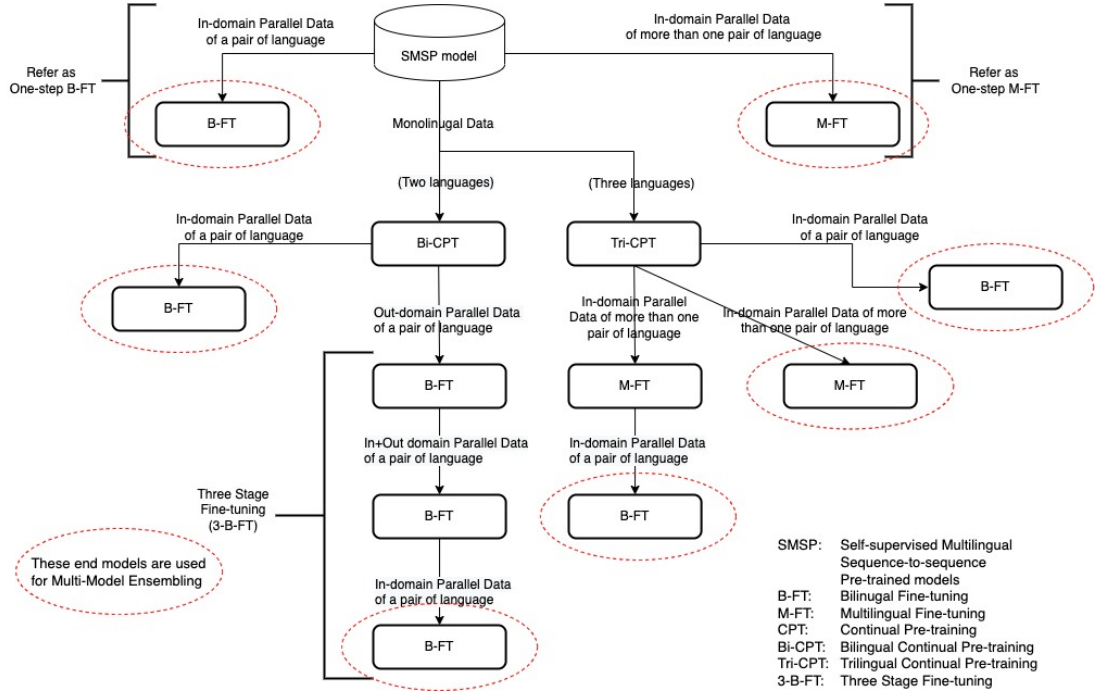 In-domain Parallel Data
of a pair of language
SMSP model
In-domain Parallel Data
of more than one pair of language
Refer as
One-step B-FT
B-FT
Monolinugal Data
M-FT
Refer as
One-step M-FT
(Two languages)
(Three languages)
In-domain Parallel Data
of a pair of language
Bi-CPT
Tri-CPT
In-domain Parallel Data
of a pair of language
B-FT
B-FT
Out-domain Parallel Data
of a pair of language
In-domain Parallel
Data of more than one
pair of language
In-domain Parallel Data of more
than one pair of language
B-FT
M-FT
M-FT
In+Out domain Parallel Data
of a pair of language
In-domain Parallel Data
of a pair of language
Three Stage
Fine-tuning
(3-B-FT)
B-FT
B-FT
These end models are used
for Multi-Model Ensembling
In-domain Parallel Data
of a pair of language
B-FT
SMSP: Self-supervised Multilingual
Sequence-to-sequence
Pre-trained models
B-FT: Bilinugal Fine-tuning
M-FT: Multilingual Fine-tuning
CPT: Continual Pre-training
Bi-CPT: Bilingual Continual Pre-training
Tri-CPT: Trilingual Continual Pre-training
3-B-FT: Three Stage Fine-tuning